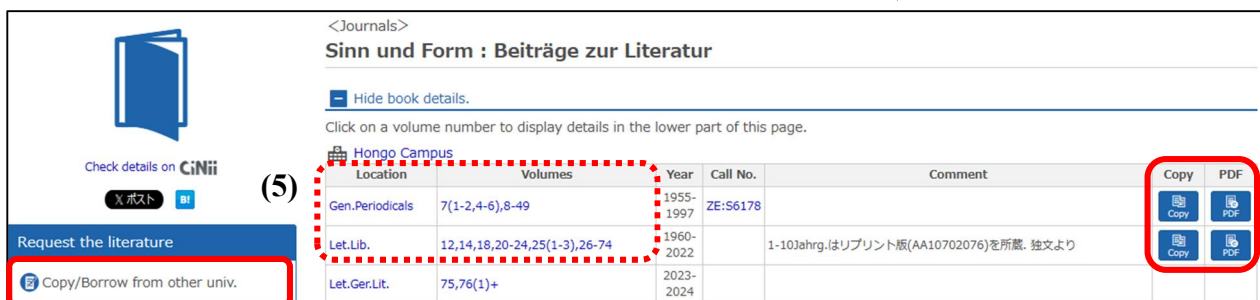 <Journals>
Sinn und Form : Beiträge zur Literatur
Hide book details.
Click on a volume number to display details in the lower part of this page.
Hongo Campus
Check details on CiNii
X ポスト B!
(5)
Request the literature
Copy/Borrow from other univ.
Location Volumes Year Call No. Comment Copy PDF
Gen.Periodicals 7(1-2,4-6),8-49 1955-1997 ZE:S6178 Copy PDF
Let.Lib. 12,14,18,20-24,25(1-3),26-74 1960-2022 1-10Jahrg.はリプリント版(AA10702076)を所蔵. 独文より Copy PDF
Let.Ger.Lit. 75,76(1)+ 2023-2024